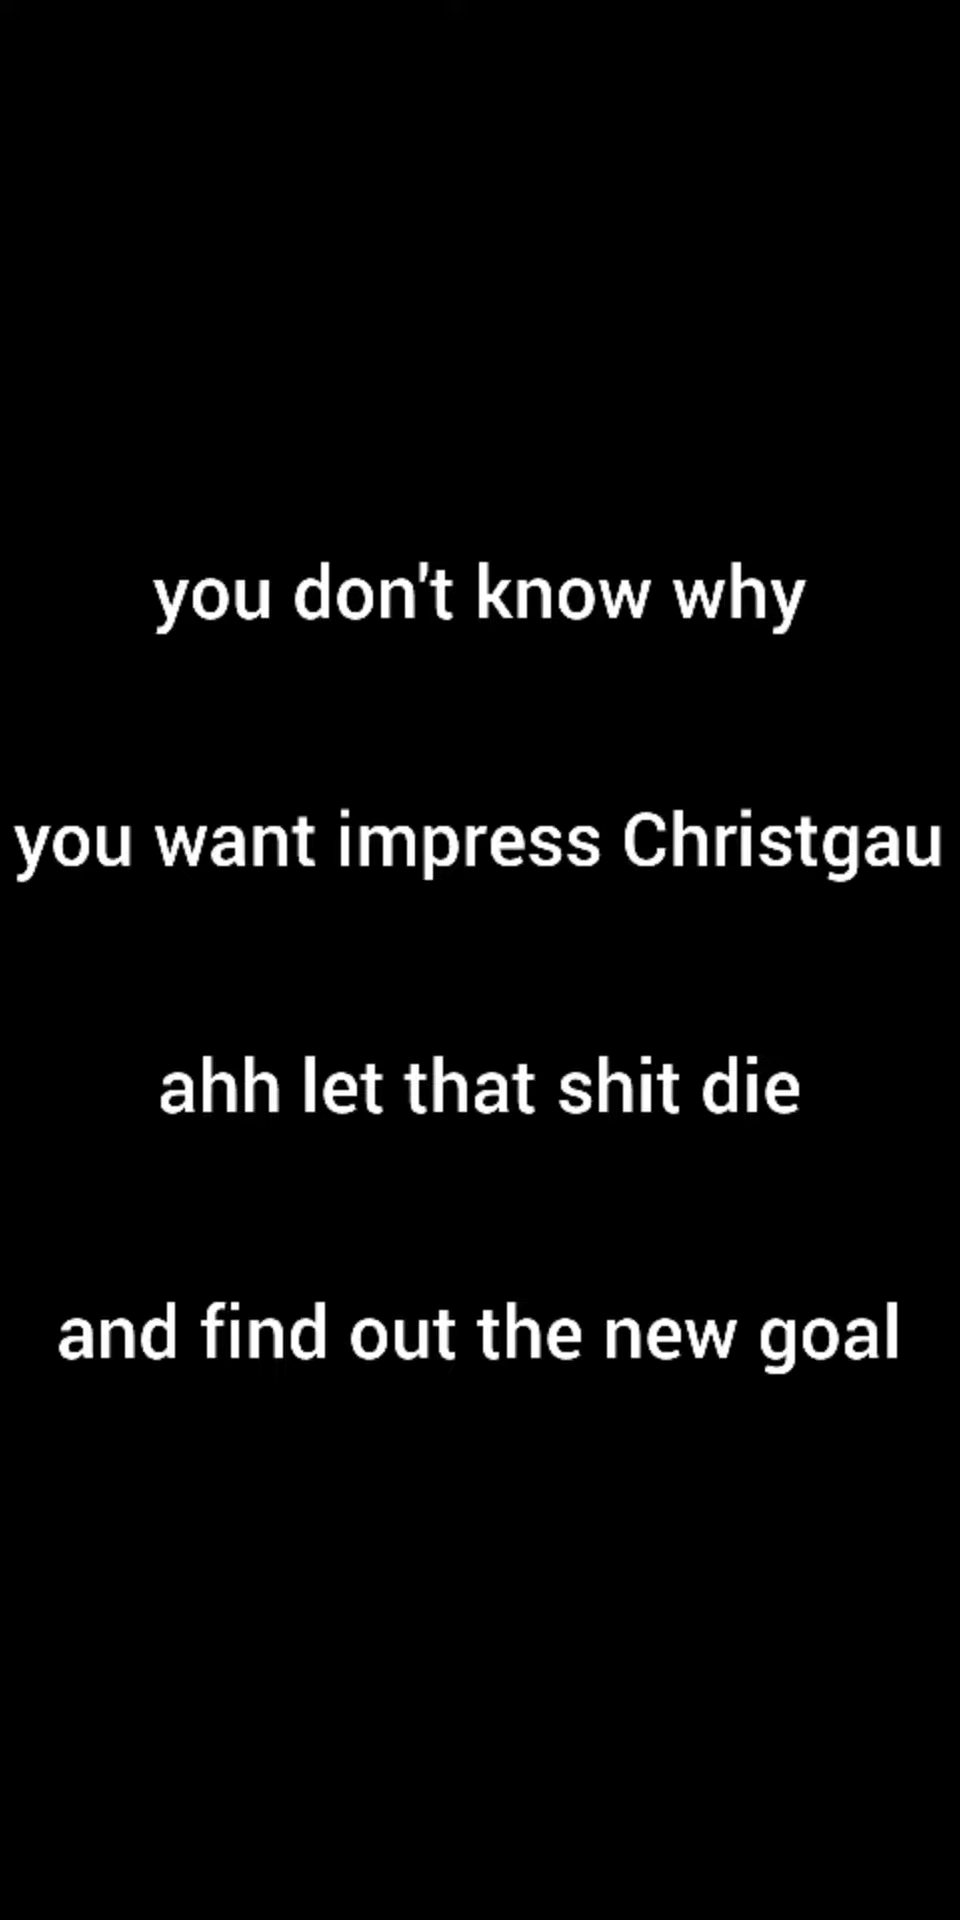 you don't know why
you want impress Christgau
ahh let that shit die
and find out the new goal